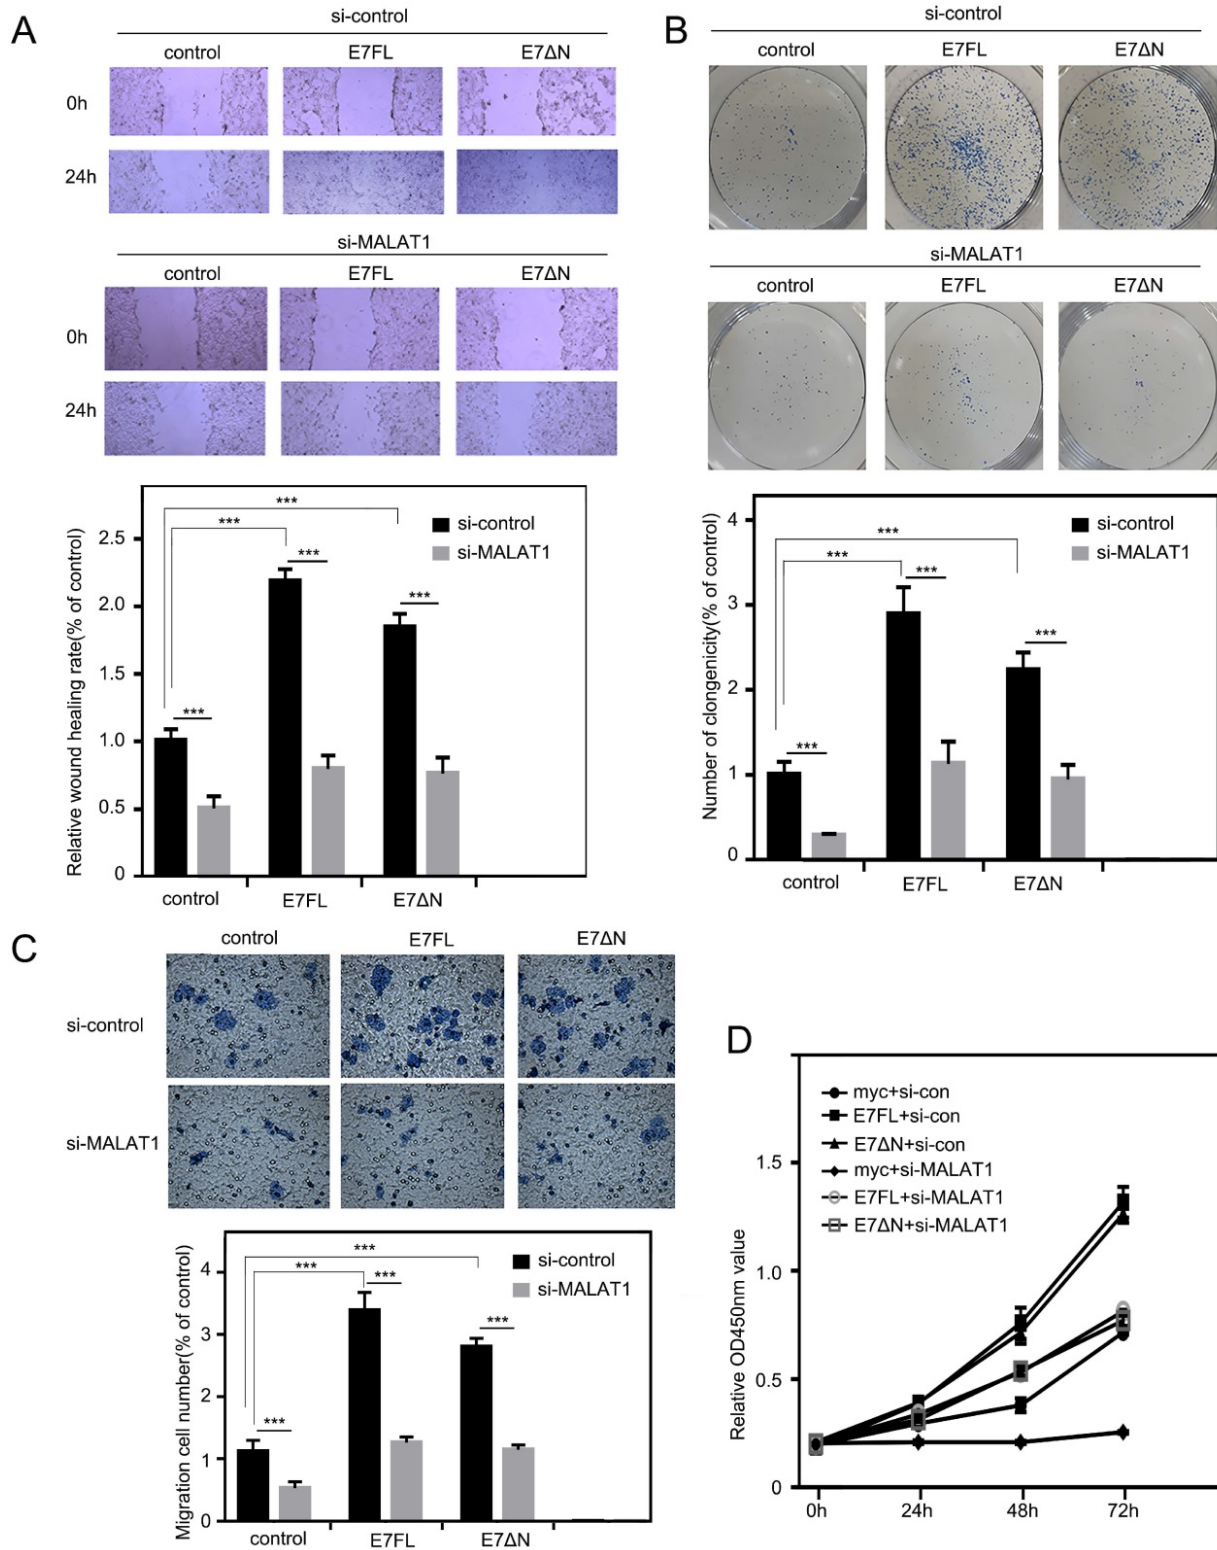 A
si-control
control E7FL E7ΔN
0h
24h
si-MALAT1
control E7FL E7ΔN
0h
24h
Relative wound healing rate(% of control)
2.5
2.0
1.5
1.0
0.5
0
***
***
***
***
***
si-control
si-MALAT1
control E7FL E7ΔN
B
si-control
control E7FL E7ΔN
si-MALAT1
control E7FL E7ΔN
Number of clongenicity(% of control)
4
3
2
1
0
***
***
***
***
***
si-control
si-MALAT1
control E7FL E7ΔN
C
control E7FL E7ΔN
si-control
si-MALAT1
Migration cell number(% of control)
4
3
2
1
0
***
***
***
***
***
si-control
si-MALAT1
control E7FL E7ΔN
D
Relative OD450nm value
1.5
1.0
0.5
0
myc+si-con
E7FL+si-con
E7ΔN+si-con
myc+si-MALAT1
E7FL+si-MALAT1
E7ΔN+si-MALAT1
0h 24h 48h 72h